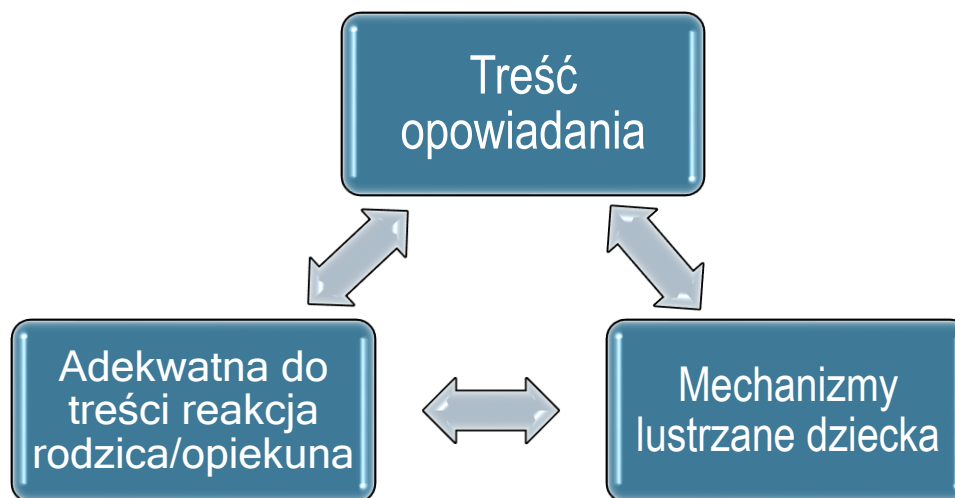 Treść
opowiadania
Adekwatna do
treści reakcja
rodzica/opiekuna
Mechanizmy
lustrzane dziecka